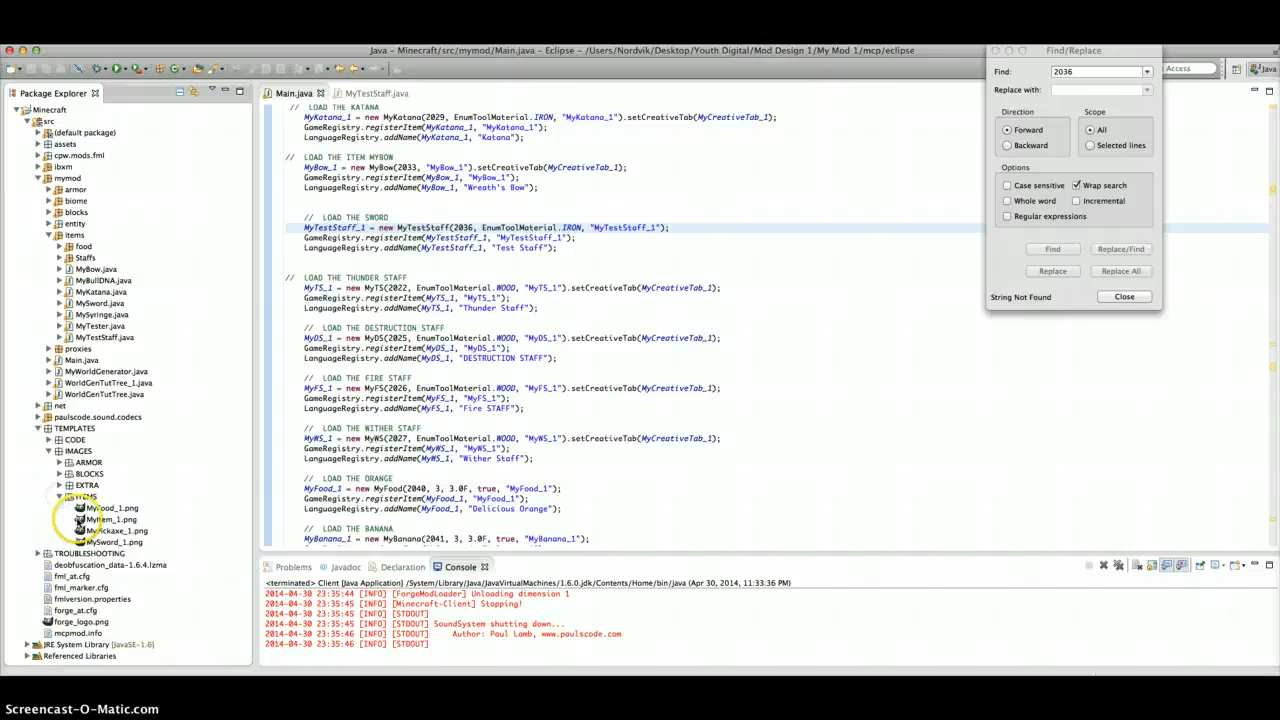 Java – Minecraft/src/mymod/Main.java – Eclipse – /Users/Nordvik/Desktop/Youth Digital/Mod Design 1/My Mod 1/mcp/eclipse
Find/Replace
Find: 2036
Replace with:
Direction
Scope
Forward
All
Backward
Selected lines
Options
Case sensitive
Wrap search
Whole word
Incremental
Regular expressions
Find
Replace/Find
Replace
Replace All
String Not Found
Close
Access
Java
Package Explorer
Minecraft
src
(default package)
assets
cpw.mods.fml
ibxm
mymod
armor
biome
blocks
entity
items
food
Staffs
MyBow.java
MyBullDNA.java
MyKatana.java
MySword.java
MySyringe.java
MyTester.java
MyTestStaff.java
proxies
Main.java
MyWorldGenerator.java
WorldGenTutTree_1.java
WorldGenTutTree.java
net
paulscode.sound.codecs
TEMPLATES
CODE
IMAGES
ARMOR
BLOCKS
EXTRA
ITEMS
MyFood_1.png
MyItem_1.png
MyPickaxe_1.png
MySword_1.png
TROUBLESHOOTING
deobfuscation_data-1.6.4.lzma
fml_at.cfg
fml_marker.cfg
fmlversion.properties
forge_at.cfg
forge_logo.png
mcpmod.info
JRE System Library [JavaSE-1.6]
Referenced Libraries
Main.java
MyTestStaff.java
// LOAD THE KATANA
MyKatana_1 = new MyKatana(2029, EnumToolMaterial.IRON, "MyKatana_1").setCreativeTab(MyCreativeTab_1);
GameRegistry.registerItem(MyKatana_1, "MyKatana_1");
LanguageRegistry.addName(MyKatana_1, "Katana");
// LOAD THE ITEM MYBOW
MyBow_1 = new MyBow(2033, "MyBow_1").setCreativeTab(MyCreativeTab_1);
GameRegistry.registerItem(MyBow_1, "MyBow_1");
LanguageRegistry.addName(MyBow_1, "Wreath's Bow");
// LOAD THE SWORD
MyTestStaff_1 = new MyTestStaff(2036, EnumToolMaterial.IRON, "MyTestStaff_1");
GameRegistry.registerItem(MyTestStaff_1, "MyTestStaff_1");
LanguageRegistry.addName(MyTestStaff_1, "Test Staff");
// LOAD THE THUNDER STAFF
MyTS_1 = new MyTS(2022, EnumToolMaterial.WOOD, "MyTS_1").setCreativeTab(MyCreativeTab_1);
GameRegistry.registerItem(MyTS_1, "MyTS_1");
LanguageRegistry.addName(MyTS_1, "Thunder Staff");
// LOAD THE DESTRUCTION STAFF
MyDS_1 = new MyDS(2025, EnumToolMaterial.WOOD, "MyDS_1").setCreativeTab(MyCreativeTab_1);
GameRegistry.registerItem(MyDS_1, "MyDS_1");
LanguageRegistry.addName(MyDS_1, "DESTRUCTION STAFF");
// LOAD THE FIRE STAFF
MyFS_1 = new MyFS(2026, EnumToolMaterial.WOOD, "MyFS_1").setCreativeTab(MyCreativeTab_1);
GameRegistry.registerItem(MyFS_1, "MyFS_1");
LanguageRegistry.addName(MyFS_1, "Fire STAFF");
// LOAD THE WITHER STAFF
MyWS_1 = new MyWS(2027, EnumToolMaterial.WOOD, "MyWS_1").setCreativeTab(MyCreativeTab_1);
GameRegistry.registerItem(MyWS_1, "MyWS_1");
LanguageRegistry.addName(MyWS_1, "Wither Staff");
// LOAD THE ORANGE
MyFood_1 = new MyFood(2040, 3, 3.0F, true, "MyFood_1");
GameRegistry.registerItem(MyFood_1, "MyFood_1");
LanguageRegistry.addName(MyFood_1, "Delicious Orange");
// LOAD THE BANANA
MyBanana_1 = new MyFood(2041, 3, 3.0F, true, "MyBanana_1");
Problems
Javadoc
Declaration
Console
<terminated> Client [Java Application] /System/Library/Java/JavaVirtualMachines/1.6.0.jdk/Contents/Home/bin/java (Apr 30, 2014, 11:33:36 PM)
2014-04-30 23:35:44 [INFO] [ForgeModLoader] Unloading dimension 1
2014-04-30 23:35:45 [INFO] [Minecraft-Client] Stopping!
2014-04-30 23:35:45 [INFO] [STDOUT]
2014-04-30 23:35:45 [INFO] [STDOUT] SoundSystem shutting down...
2014-04-30 23:35:46 [INFO] [STDOUT] Author: Paul Lamb, www.paulscode.com
2014-04-30 23:35:46 [INFO] [STDOUT]
Screencast-O-Matic.com